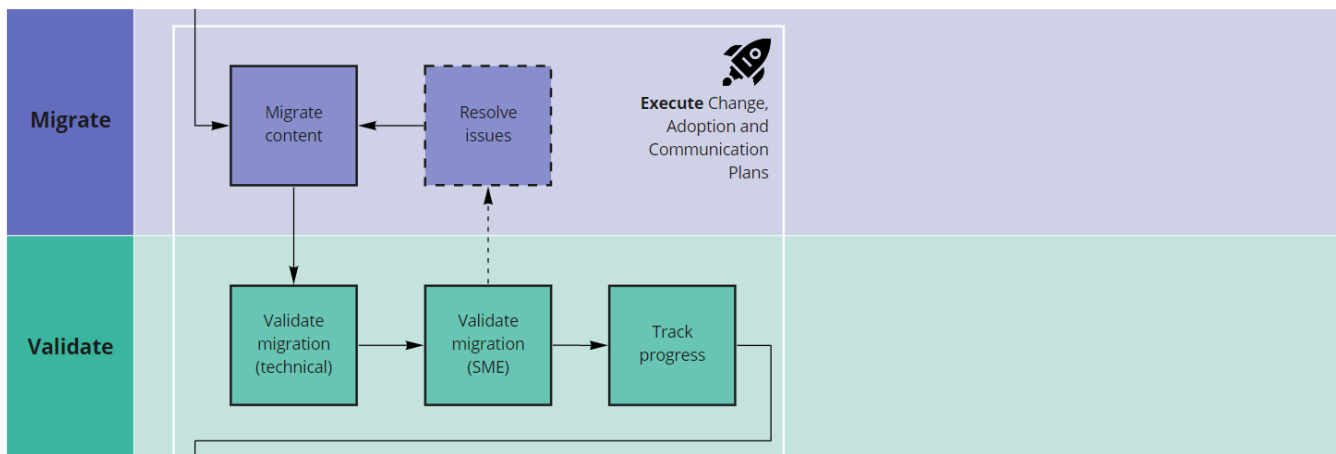 Migrate
Migrate
content
Resolve
issues
Execute Change,
Adoption and
Communication
Plans
Validate
Validate
migration
(technical)
Validate
migration
(SME)
Track
progress